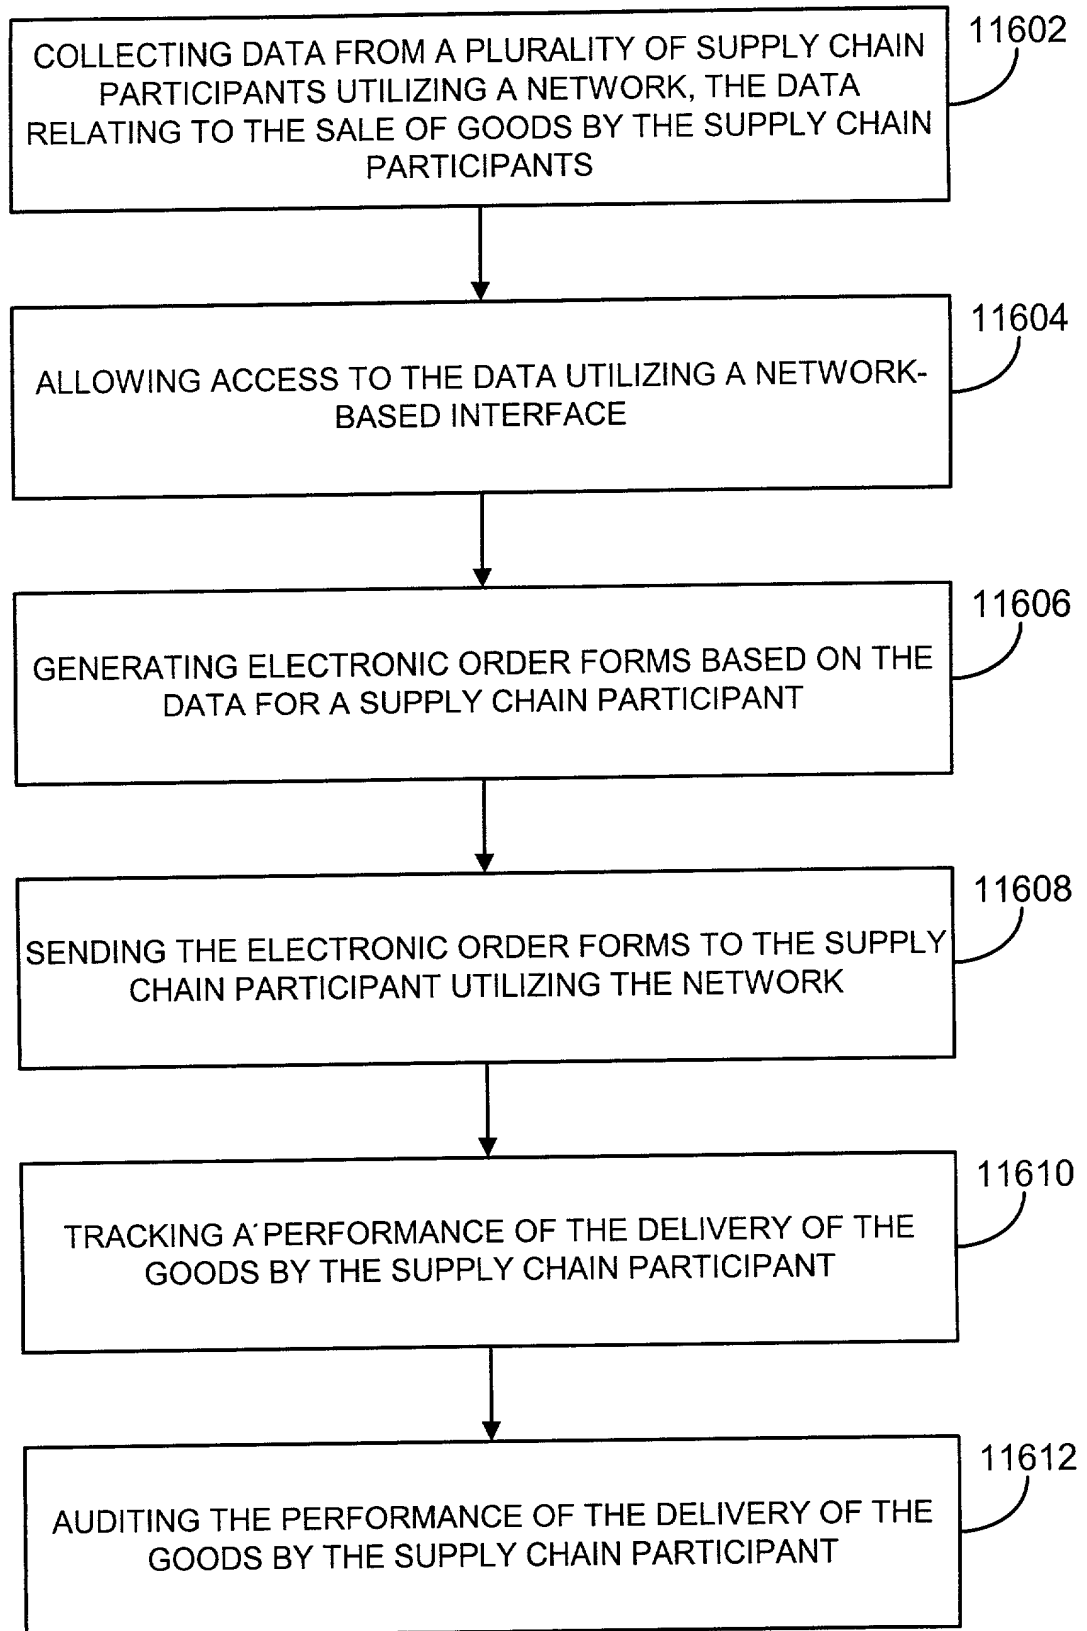 COLLECTING DATA FROM A PLURALITY OF SUPPLY CHAIN
PARTICIPANTS UTILIZING A NETWORK, THE DATA
RELATING TO THE SALE OF GOODS BY THE SUPPLY CHAIN
PARTICIPANTS
11602
ALLOWING ACCESS TO THE DATA UTILIZING A NETWORK-
BASED INTERFACE
11604
GENERATING ELECTRONIC ORDER FORMS BASED ON THE
DATA FOR A SUPPLY CHAIN PARTICIPANT
11606
SENDING THE ELECTRONIC ORDER FORMS TO THE SUPPLY
CHAIN PARTICIPANT UTILIZING THE NETWORK
11608
TRACKING A PERFORMANCE OF THE DELIVERY OF THE
GOODS BY THE SUPPLY CHAIN PARTICIPANT
11610
AUDITING THE PERFORMANCE OF THE DELIVERY OF THE
GOODS BY THE SUPPLY CHAIN PARTICIPANT
11612